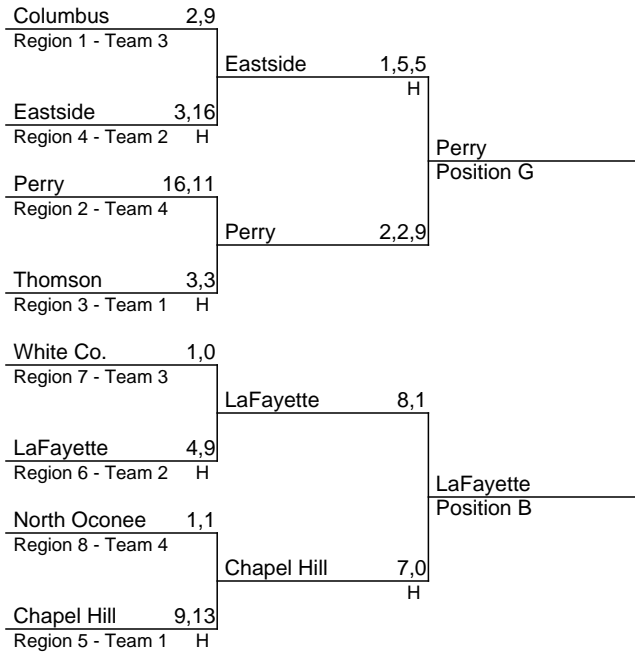 Columbus 2,9
Region 1 - Team 3
Eastside 1,5,5
H
Eastside 3,16
Region 4 - Team 2 H
Perry
Position G
Perry 16,11
Region 2 - Team 4
Perry 2,2,9
Thomson 3,3
Region 3 - Team 1 H
White Co. 1,0
Region 7 - Team 3
LaFayette 8,1
LaFayette 4,9
Region 6 - Team 2 H
LaFayette
Position B
North Oconee 1,1
Region 8 - Team 4
Chapel Hill 7,0
H
Chapel Hill 9,13
Region 5 - Team 1 H